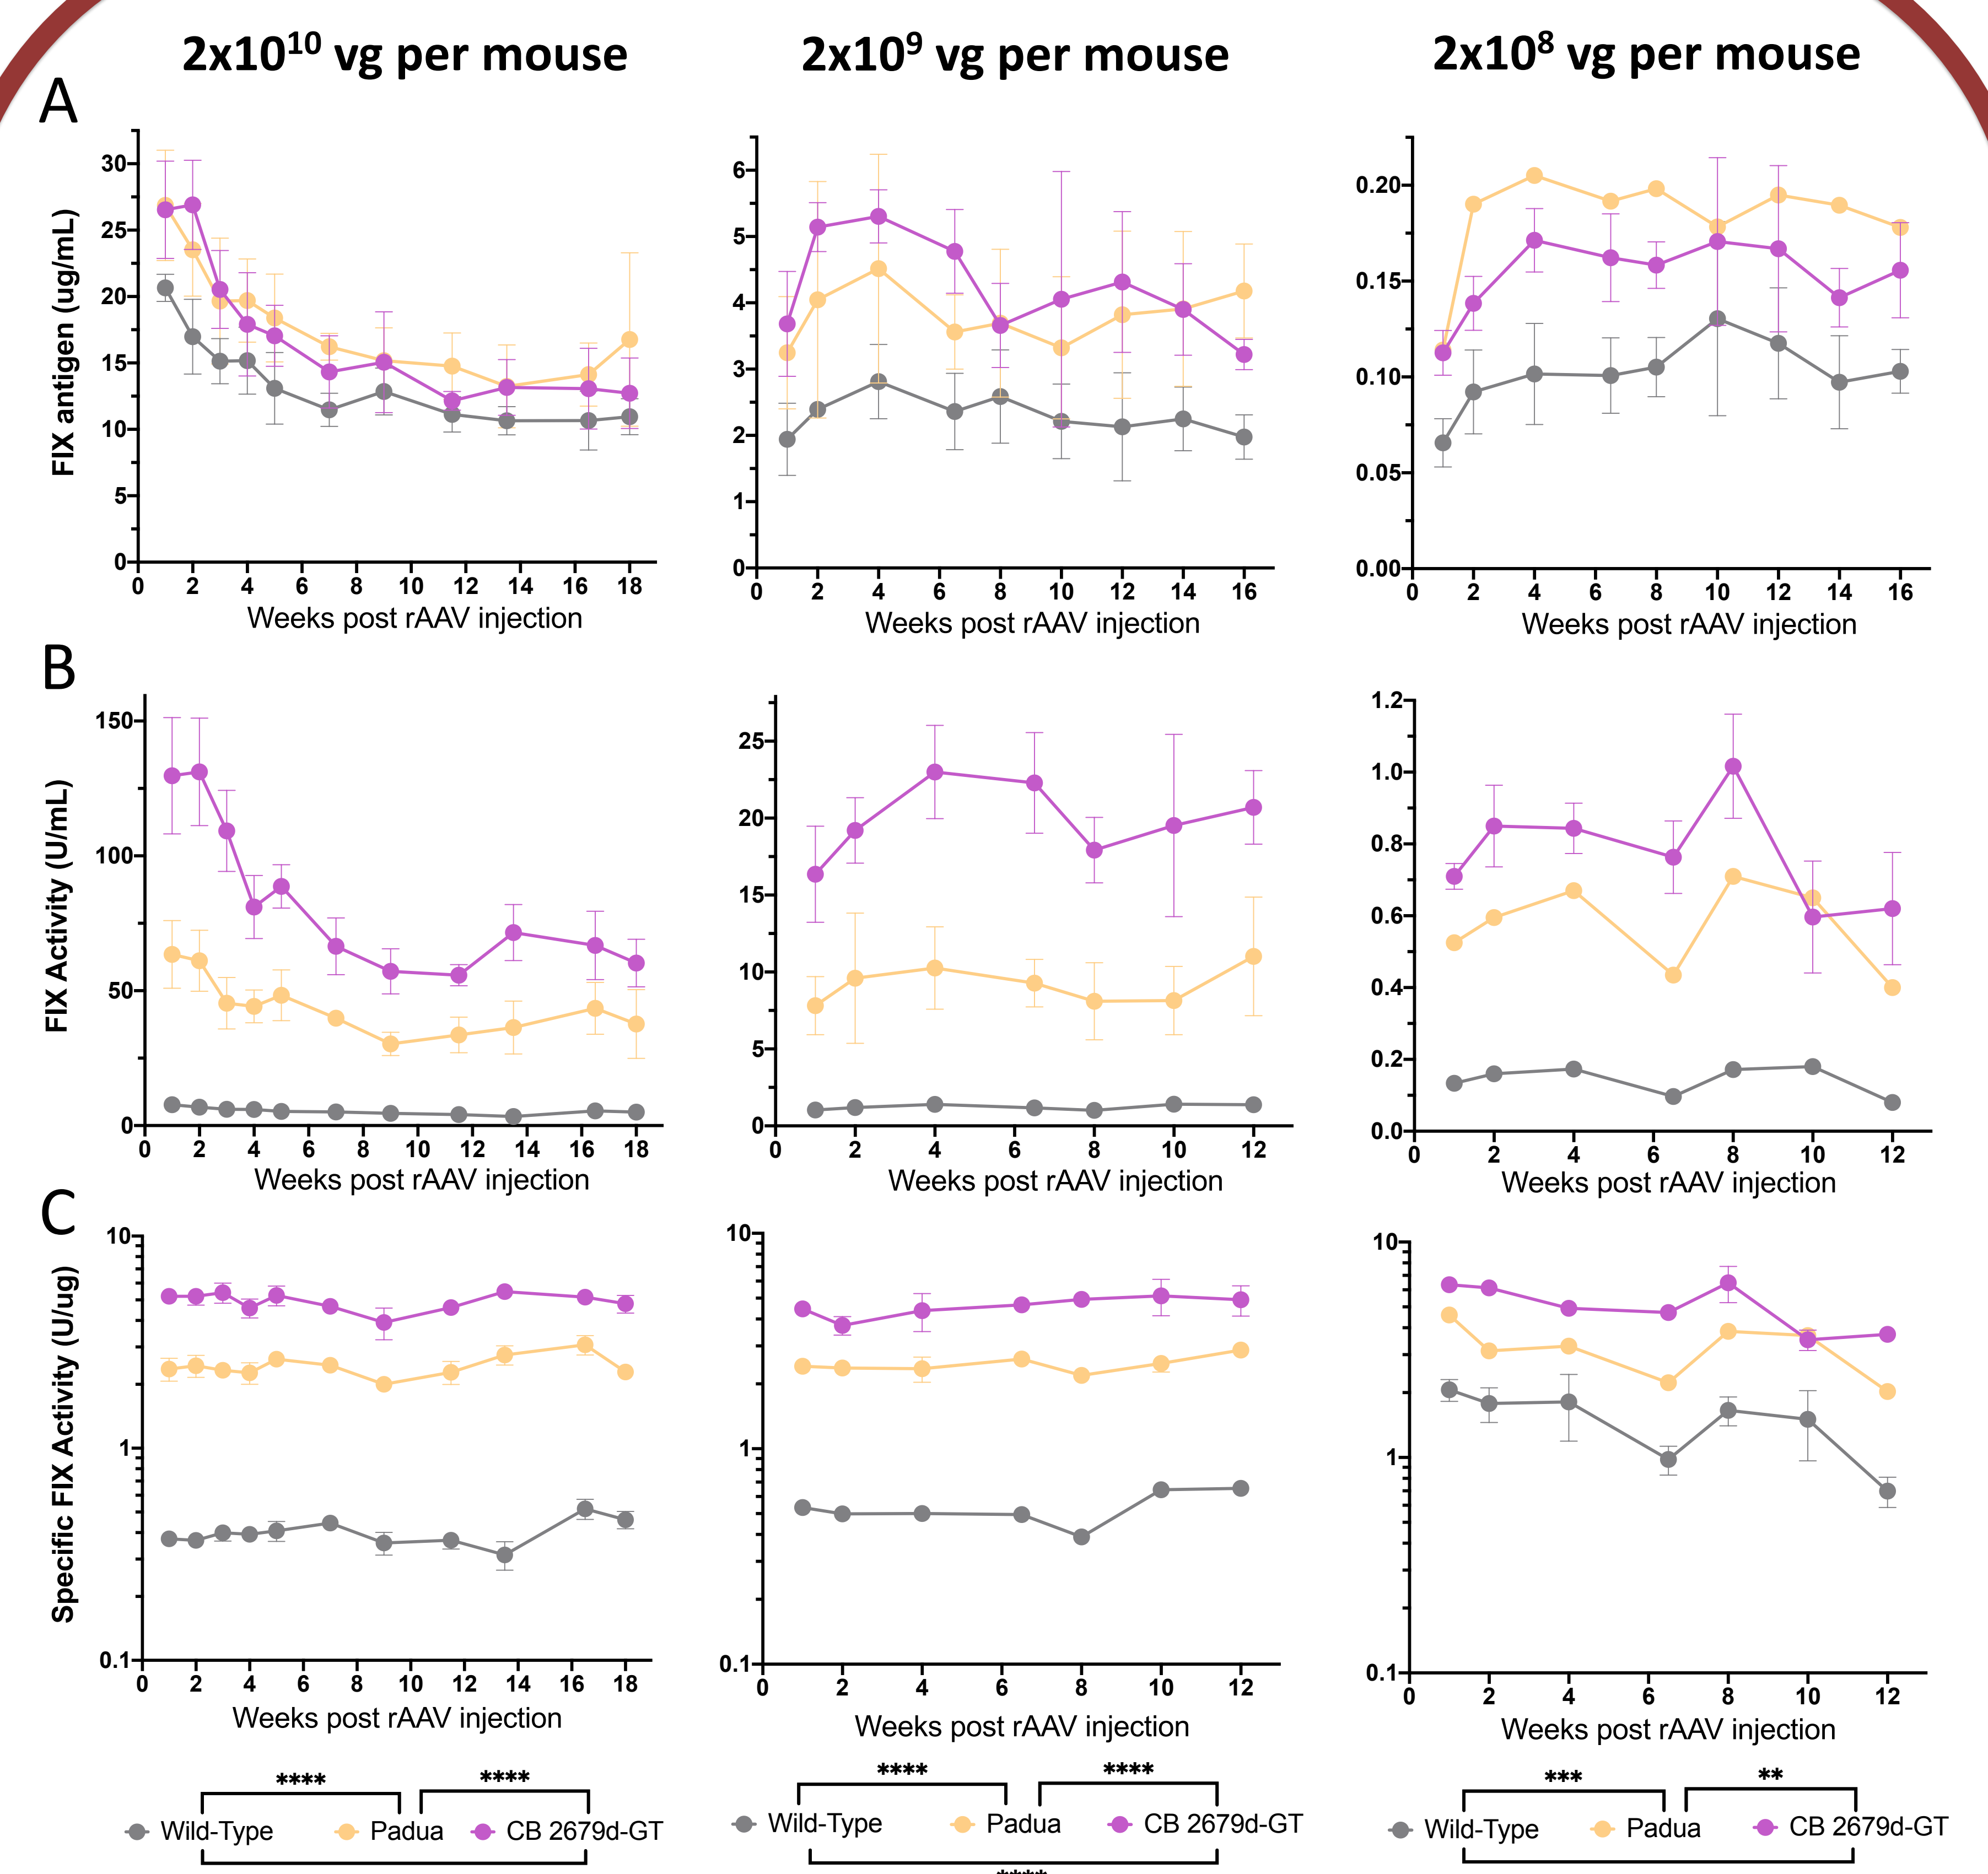 2x10¹⁰ vg per mouse 2x10⁹ vg per mouse 2x10⁸ vg per mouse
A
FIX antigen (ug/mL)
30
25
20
15
10
5
0
0 2 4 6 8 10 12 14 16 18
Weeks post rAAV injection
6
5
4
3
2
1
0
0 2 4 6 8 10 12 14 16
Weeks post rAAV injection
0.20
0.15
0.10
0.05
0.00
0 2 4 6 8 10 12 14 16
Weeks post rAAV injection
B
FIX Activity (U/mL)
150
100
50
0
0 2 4 6 8 10 12 14 16 18
Weeks post rAAV injection
25
20
15
10
5
0
0 2 4 6 8 10 12
Weeks post rAAV injection
1.2
1.0
0.8
0.6
0.4
0.2
0.0
0 2 4 6 8 10 12
Weeks post rAAV injection
C
Specific FIX Activity (U/ug)
10
1
0.1
0 2 4 6 8 10 12 14 16 18
Weeks post rAAV injection
10
1
0.1
0 2 4 6 8 10 12
Weeks post rAAV injection
10
1
0.1
0 2 4 6 8 10 12
Weeks post rAAV injection
**** ****
Wild-Type Padua CB 2679d-GT
**** ****
Wild-Type Padua CB 2679d-GT
****
*** **
Wild-Type Padua CB 2679d-GT